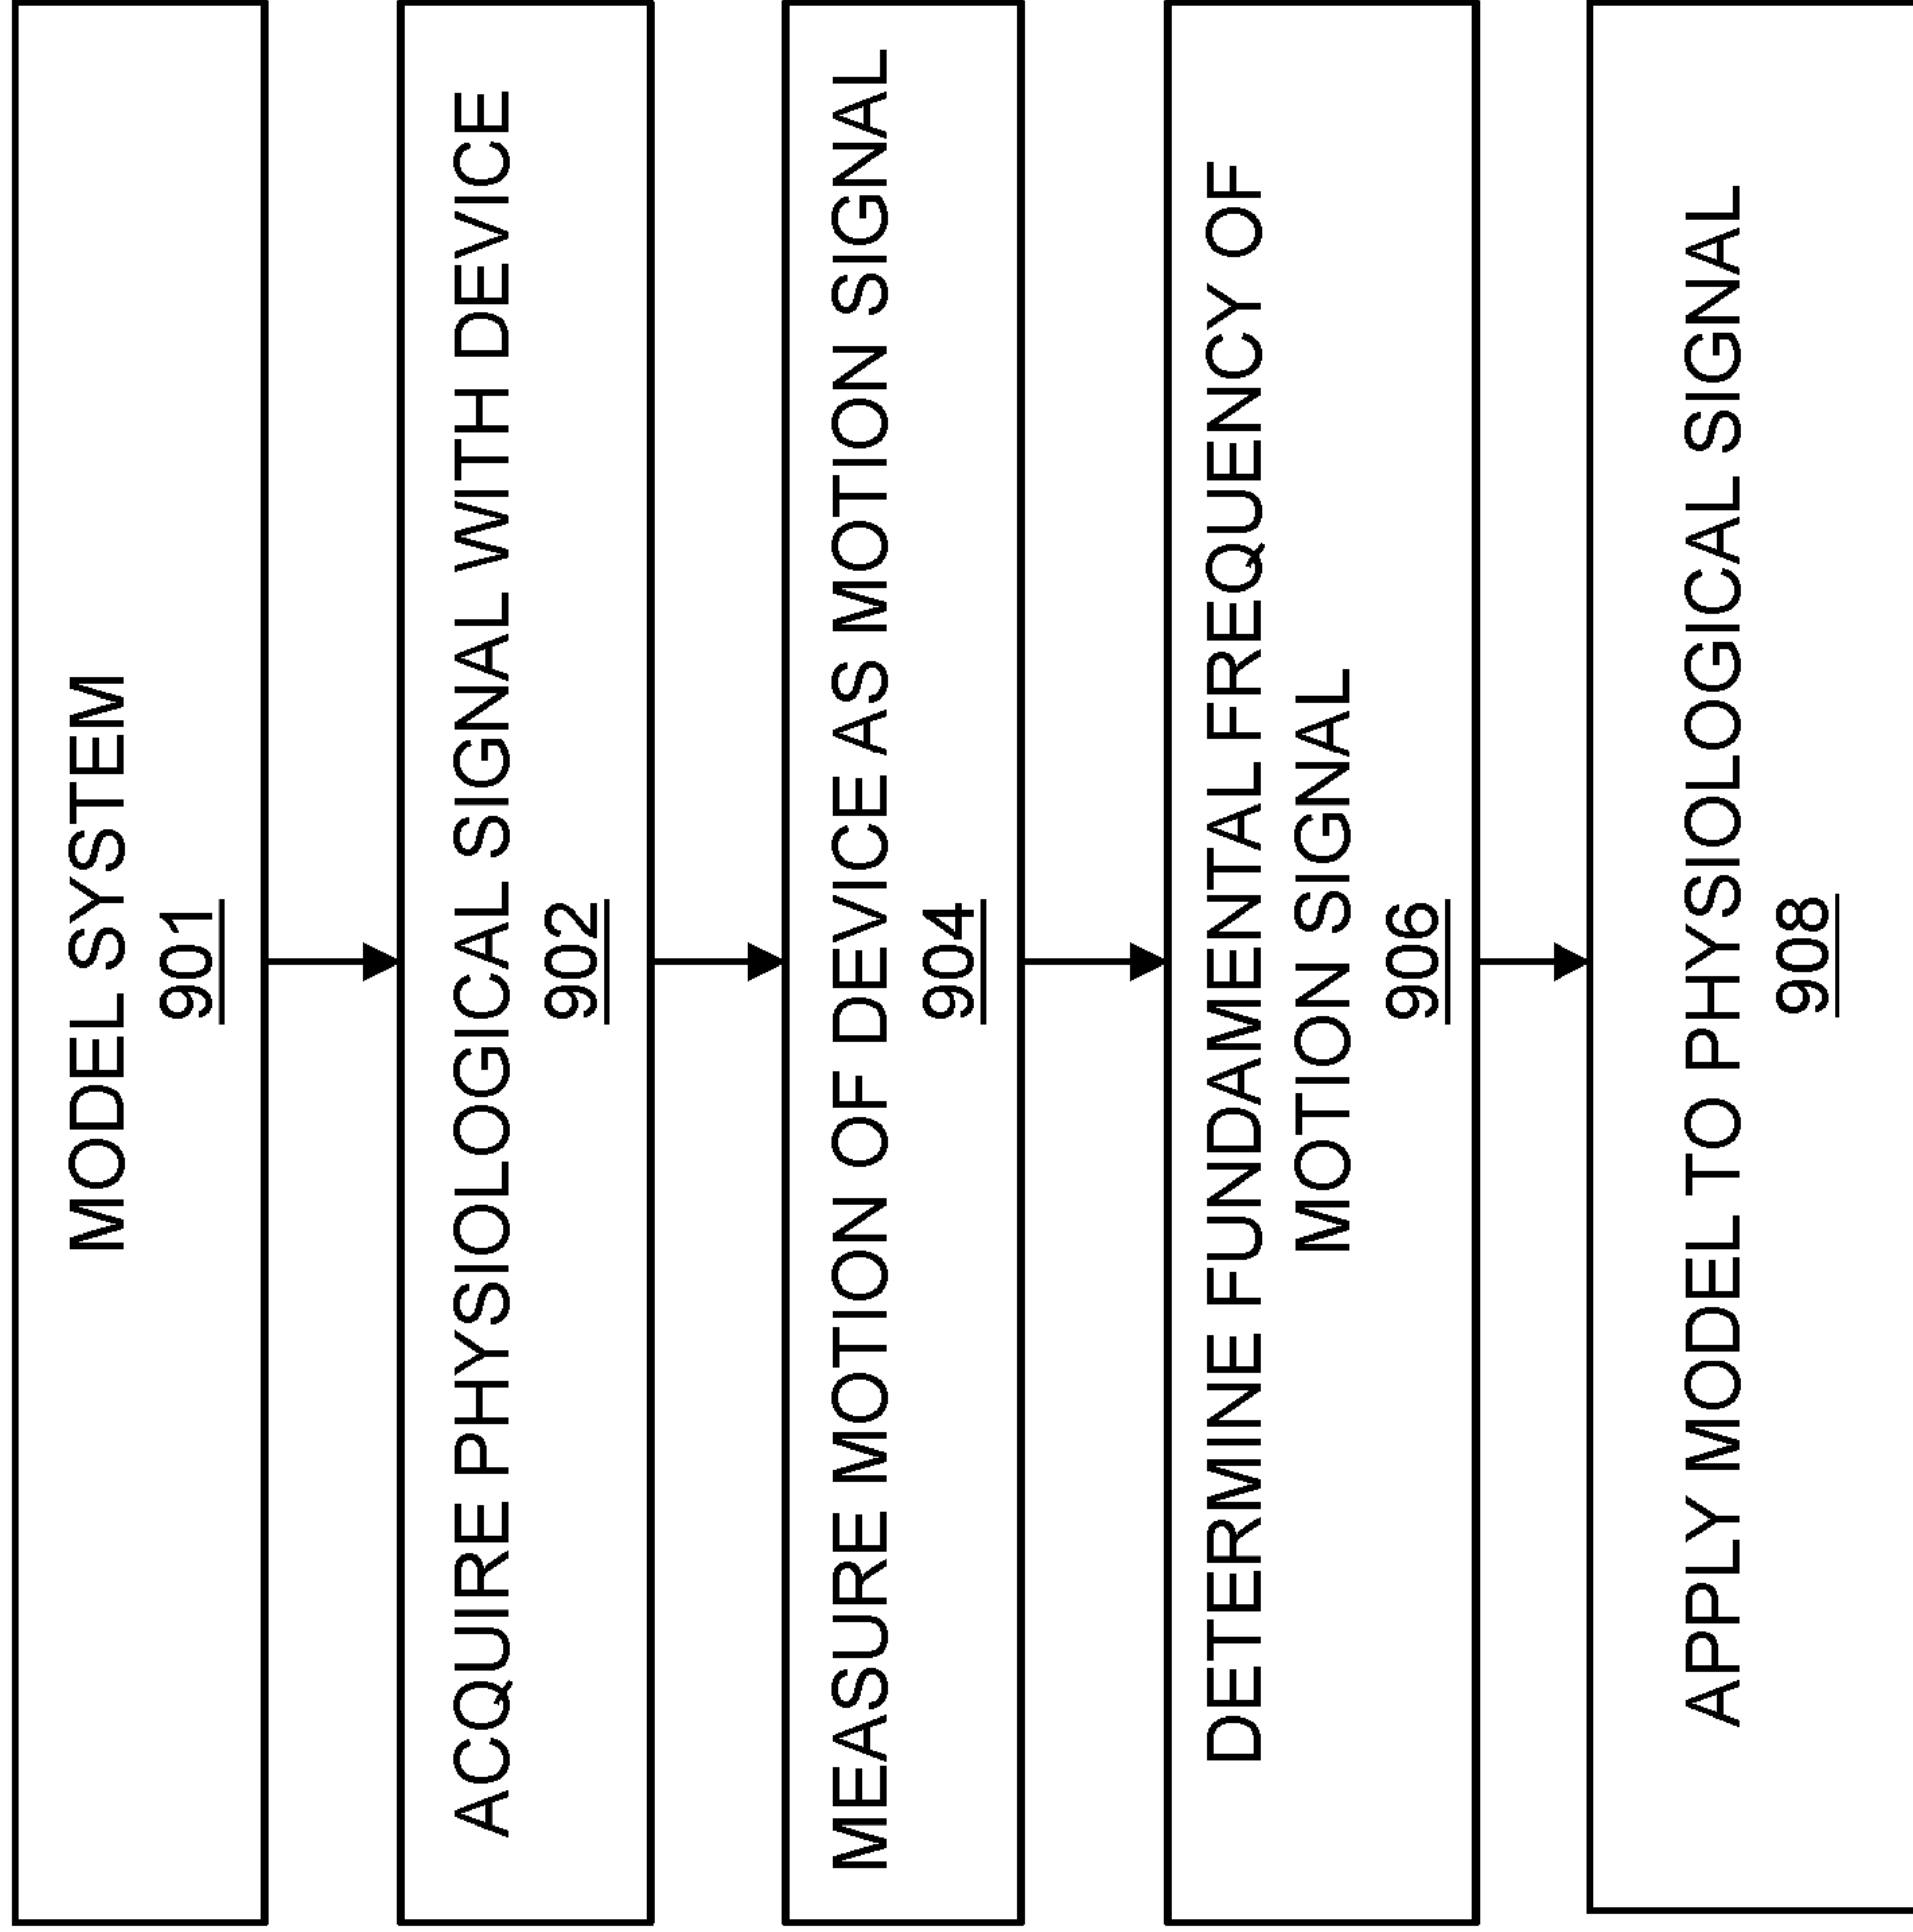 MODEL SYSTEM
901
ACQUIRE PHYSIOLOGICAL SIGNAL WITH DEVICE
902
MEASURE MOTION OF DEVICE AS MOTION SIGNAL
904
DETERMINE FUNDAMENTAL FREQUENCY OF
MOTION SIGNAL
906
APPLY MODEL TO PHYSIOLOGICAL SIGNAL
908